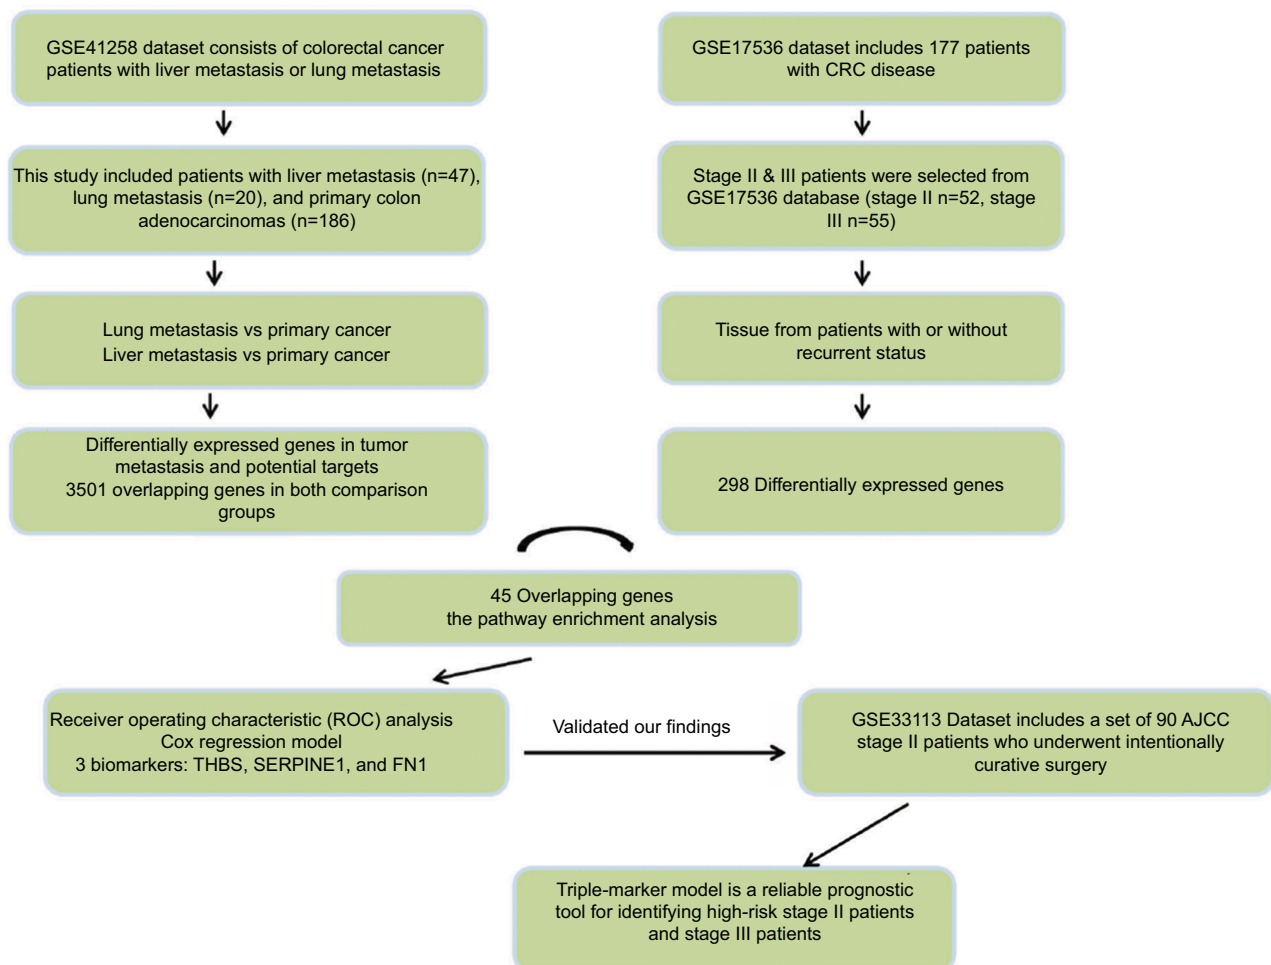 GSE41258 dataset consists of colorectal cancer
patients with liver metastasis or lung metastasis
This study included patients with liver metastasis (n=47),
lung metastasis (n=20), and primary colon
adenocarcinomas (n=186)
Lung metastasis vs primary cancer
Liver metastasis vs primary cancer
Differentially expressed genes in tumor
metastasis and potential targets
3501 overlapping genes in both comparison
groups
GSE17536 dataset includes 177 patients
with CRC disease
Stage II & III patients were selected from
GSE17536 database (stage II n=52, stage
III n=55)
Tissue from patients with or without
recurrent status
298 Differentially expressed genes
45 Overlapping genes
the pathway enrichment analysis
Receiver operating characteristic (ROC) analysis
Cox regression model
3 biomarkers: THBS, SERPINE1, and FN1
Validated our findings
GSE33113 Dataset includes a set of 90 AJCC
stage II patients who underwent intentionally
curative surgery
Triple-marker model is a reliable prognostic
tool for identifying high-risk stage II patients
and stage III patients